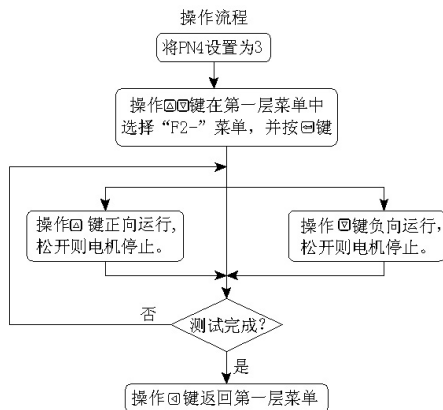 操作流程
将PN4设置为3
操作△▽键在第一层菜单中
选择“F2-”菜单，并按⏎键
操作△键正向运行，
松开则电机停止。
操作▽键负向运行，
松开则电机停止。
否
测试完成？
是
操作◁键返回第一层菜单